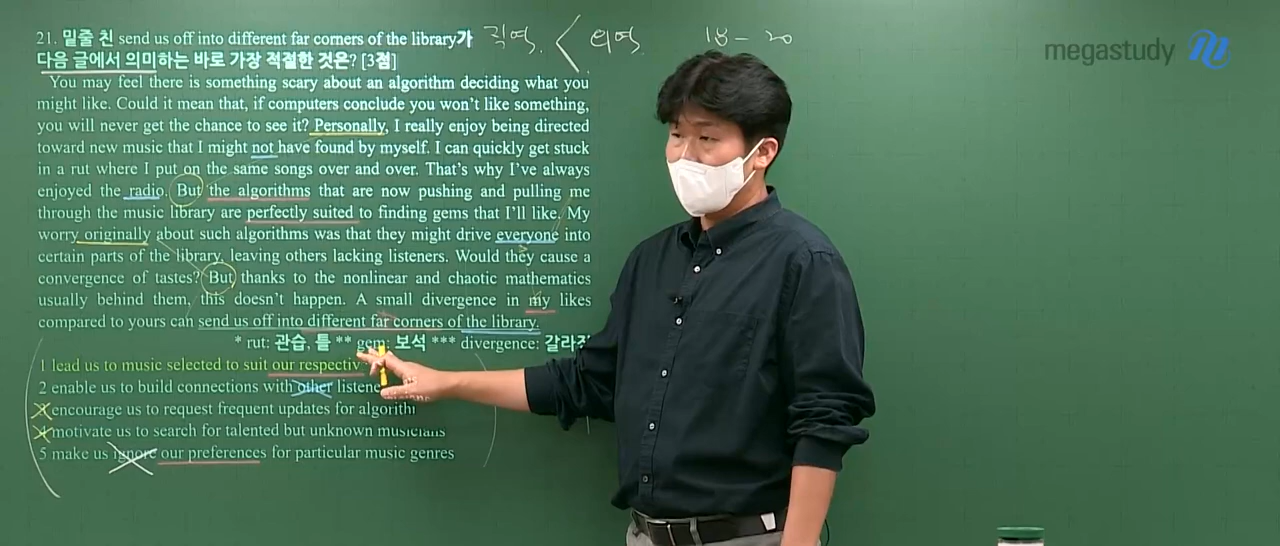 21. 밑줄 친 send us off into different far corners of the library가
다음 글에서 의미하는 바로 가장 적절한 것은? [3점]
직역 < 의역 18 - 20
megastudy
You may feel there is something scary about an algorithm deciding what you
might like. Could it mean that, if computers conclude you won't like something,
you will never get the chance to see it? Personally, I really enjoy being directed
toward new music that I might not have found by myself. I can quickly get stuck
in a rut where I put on the same songs over and over. That's why I've always
enjoyed the radio. But the algorithms that are now pushing and pulling me
through the music library are perfectly suited to finding gems that I'll like. My
worry originally about such algorithms was that they might drive everyone into
certain parts of the library, leaving others lacking listeners. Would they cause a
convergence of tastes? But thanks to the nonlinear and chaotic mathematics
usually behind them, this doesn't happen. A small divergence in my likes
compared to yours can send us off into different far corners of the library.
* rut: 관습, 틀 ** gem: 보석 *** divergence: 갈라
1 lead us to music selected to suit our respectiv
2 enable us to build connections with other listene
3 encourage us to request frequent updates for algorith
4 motivate us to search for talented but unknown musicians
5 make us ignore our preferences for particular music genres